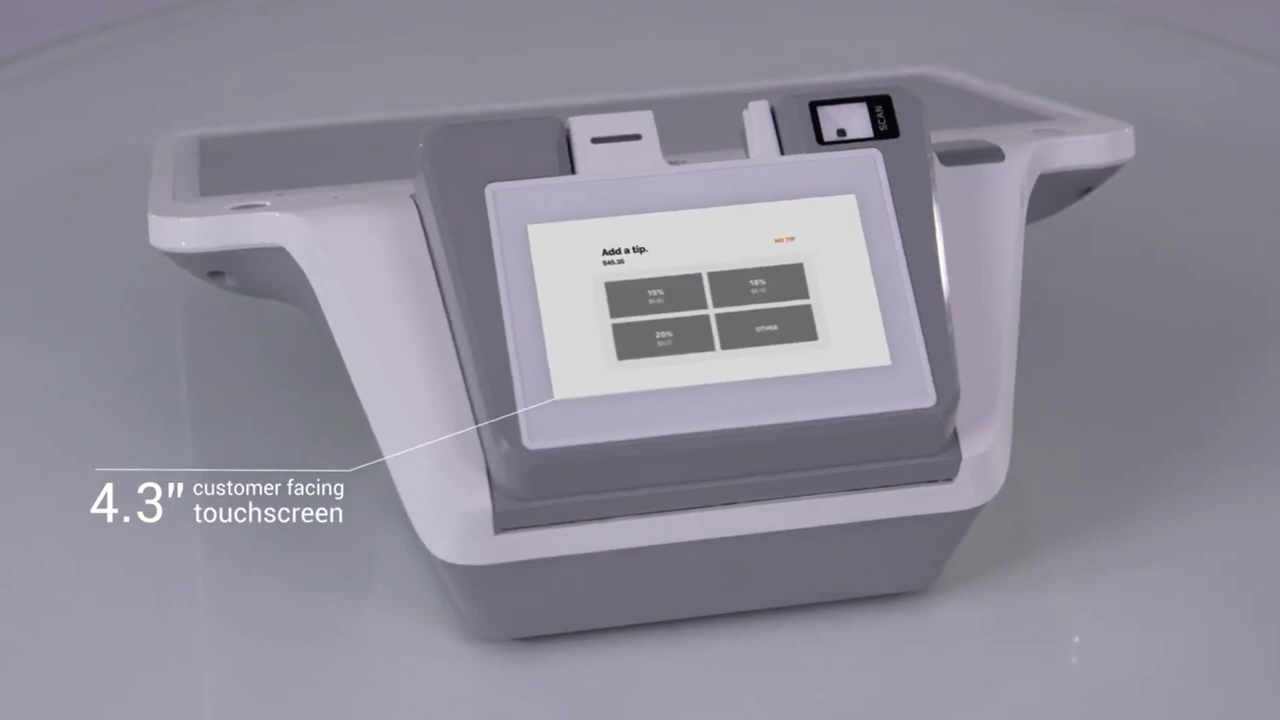 SCAN
Add a tip.
NO TIP
$45.35
15%
18%
20%
OTHER
4.3" customer facing
touchscreen